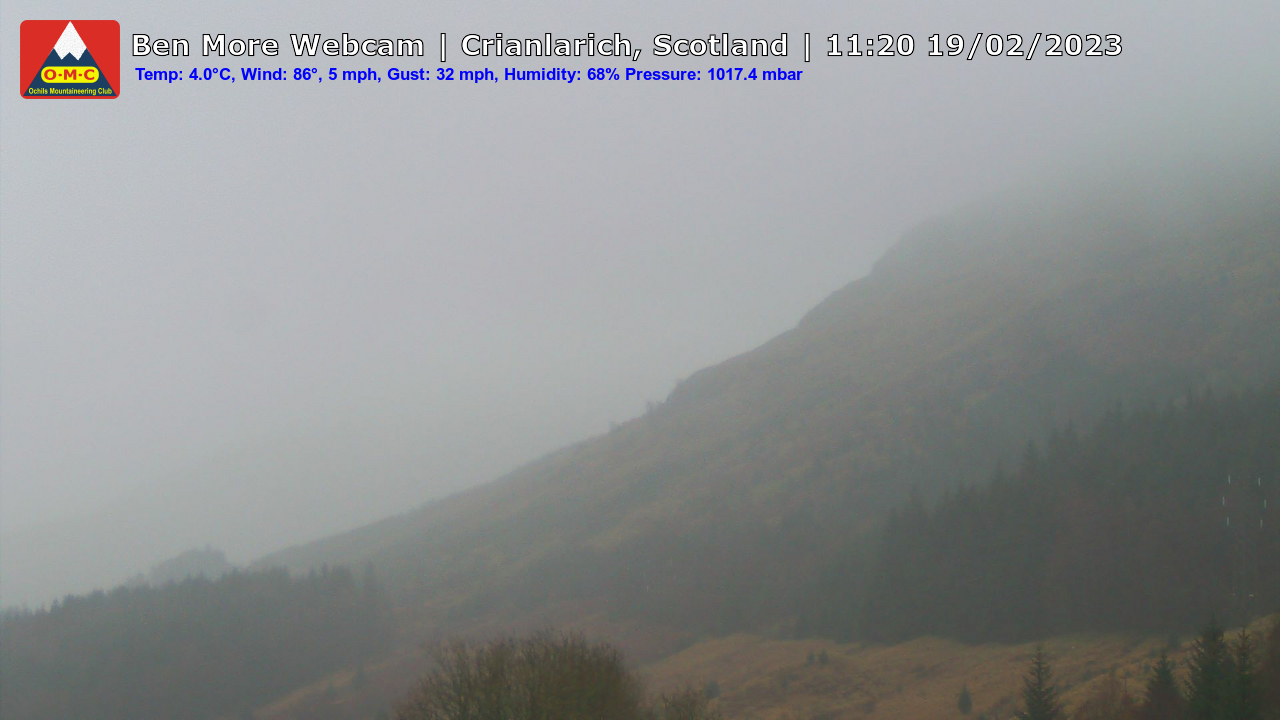 Ben More Webcam | Crianlarich, Scotland | 11:20 19/02/2023
Temp: 4.0°C, Wind: 86°, 5 mph, Gust: 32 mph, Humidity: 68% Pressure: 1017.4 mbar
O·M·C
Ochils Mountaineering Club